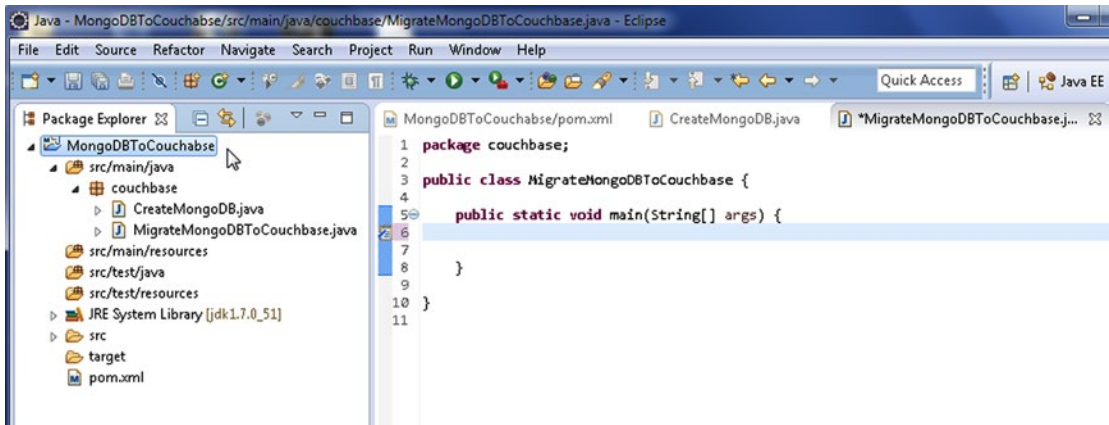 Java - MongoDBToCouchabse/src/main/java/couchbase/MigrateMongoDBToCouchbase.java - Eclipse
File Edit Source Refactor Navigate Search Project Run Window Help
Quick Access Java EE
Package Explorer
MongoDBToCouchabse
src/main/java
couchbase
CreateMongoDB.java
MigrateMongoDBToCouchbase.java
src/main/resources
src/test/java
src/test/resources
JRE System Library [jdk1.7.0_51]
src
target
pom.xml
MongoDBToCouchabse/pom.xml CreateMongoDB.java *MigrateMongoDBToCouchbase.j...
1 package couchbase;
2
3 public class MigrateMongoDBToCouchbase {
4
5 public static void main(String[] args) {
6
7
8 }
9
10 }
11